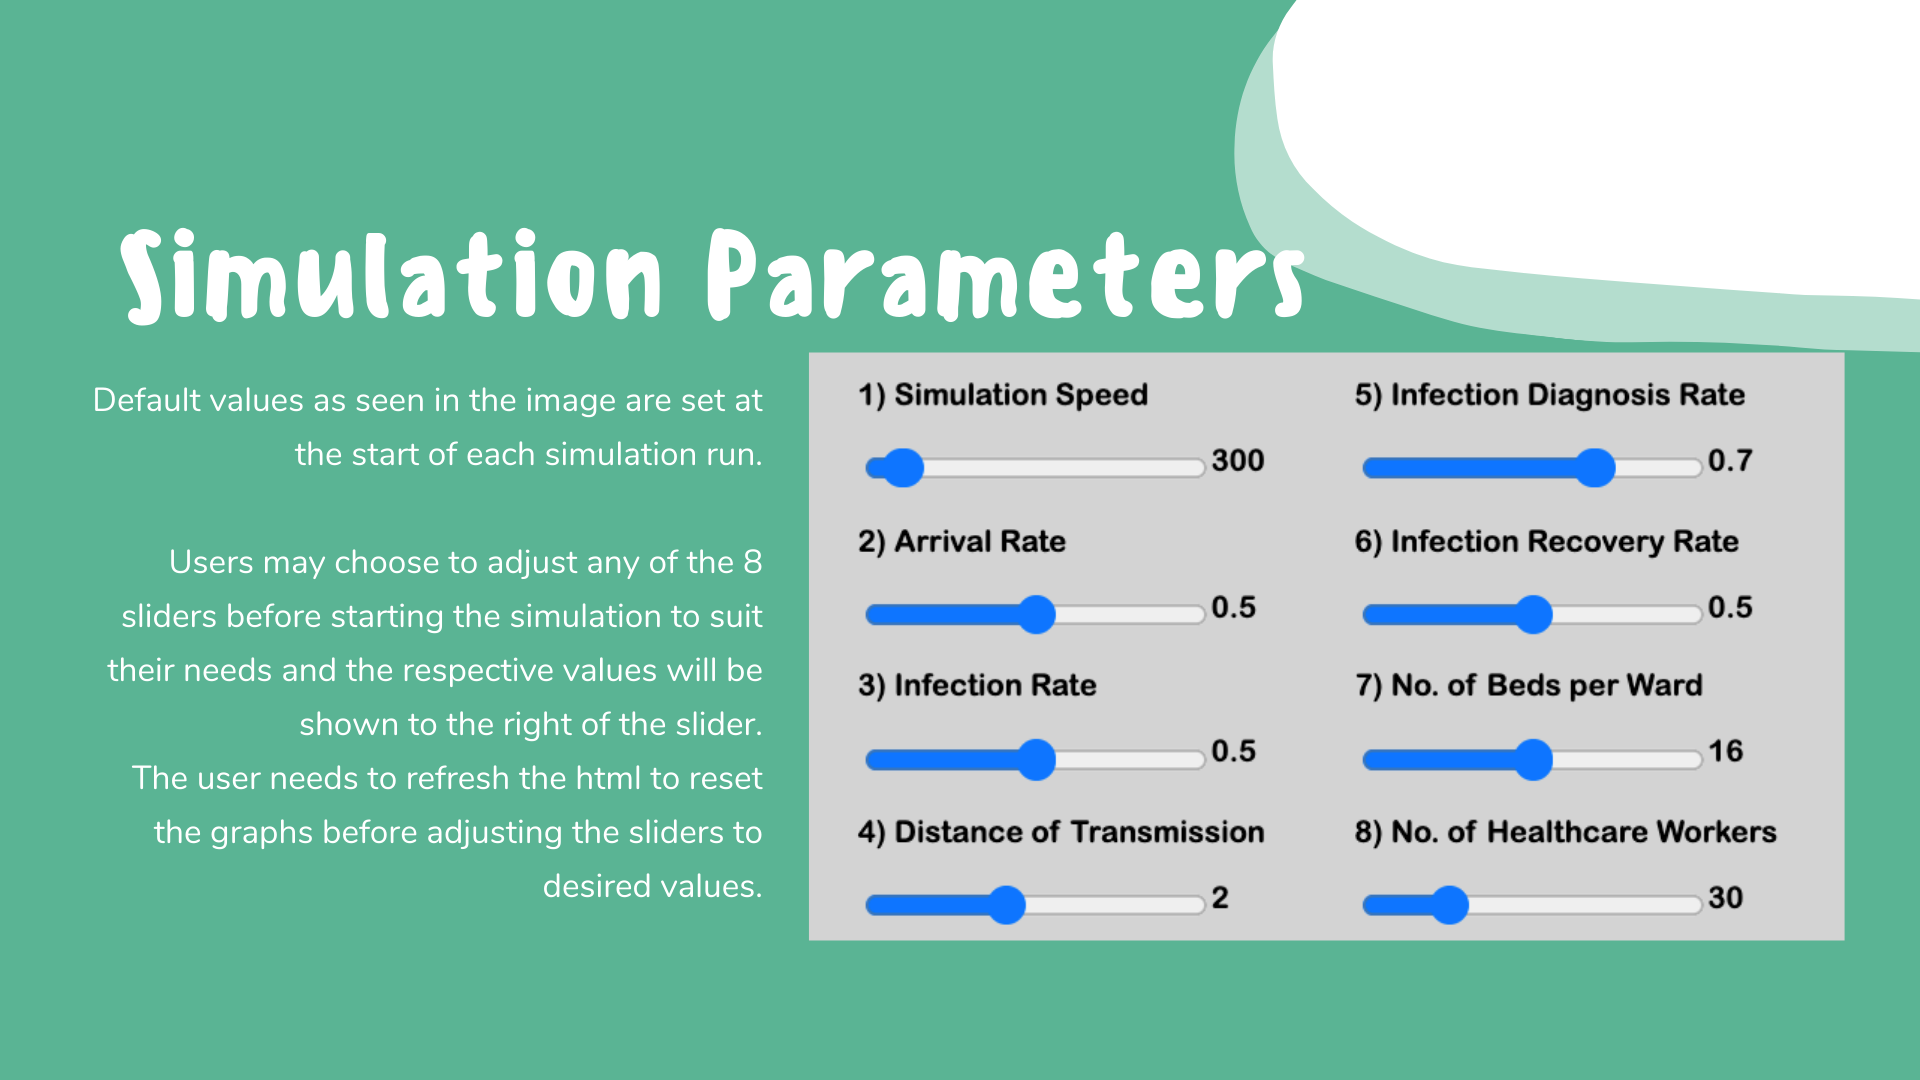 Simulation Parameters
Default values as seen in the image are set at
the start of each simulation run.
Users may choose to adjust any of the 8
sliders before starting the simulation to suit
their needs and the respective values will be
shown to the right of the slider.
The user needs to refresh the html to reset
the graphs before adjusting the sliders to
desired values.
1) Simulation Speed
300
2) Arrival Rate
0.5
3) Infection Rate
0.5
4) Distance of Transmission
2
5) Infection Diagnosis Rate
0.7
6) Infection Recovery Rate
0.5
7) No. of Beds per Ward
16
8) No. of Healthcare Workers
30